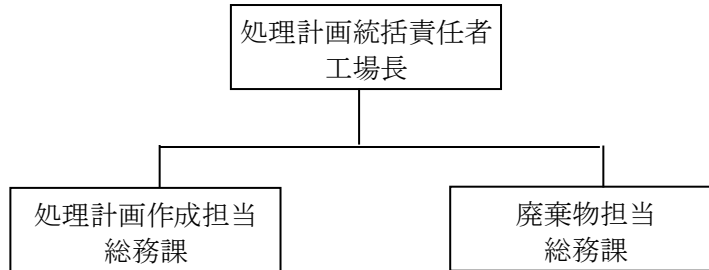 処理計画統括責任者
工場長
処理計画作成担当
総務課
廃棄物担当
総務課